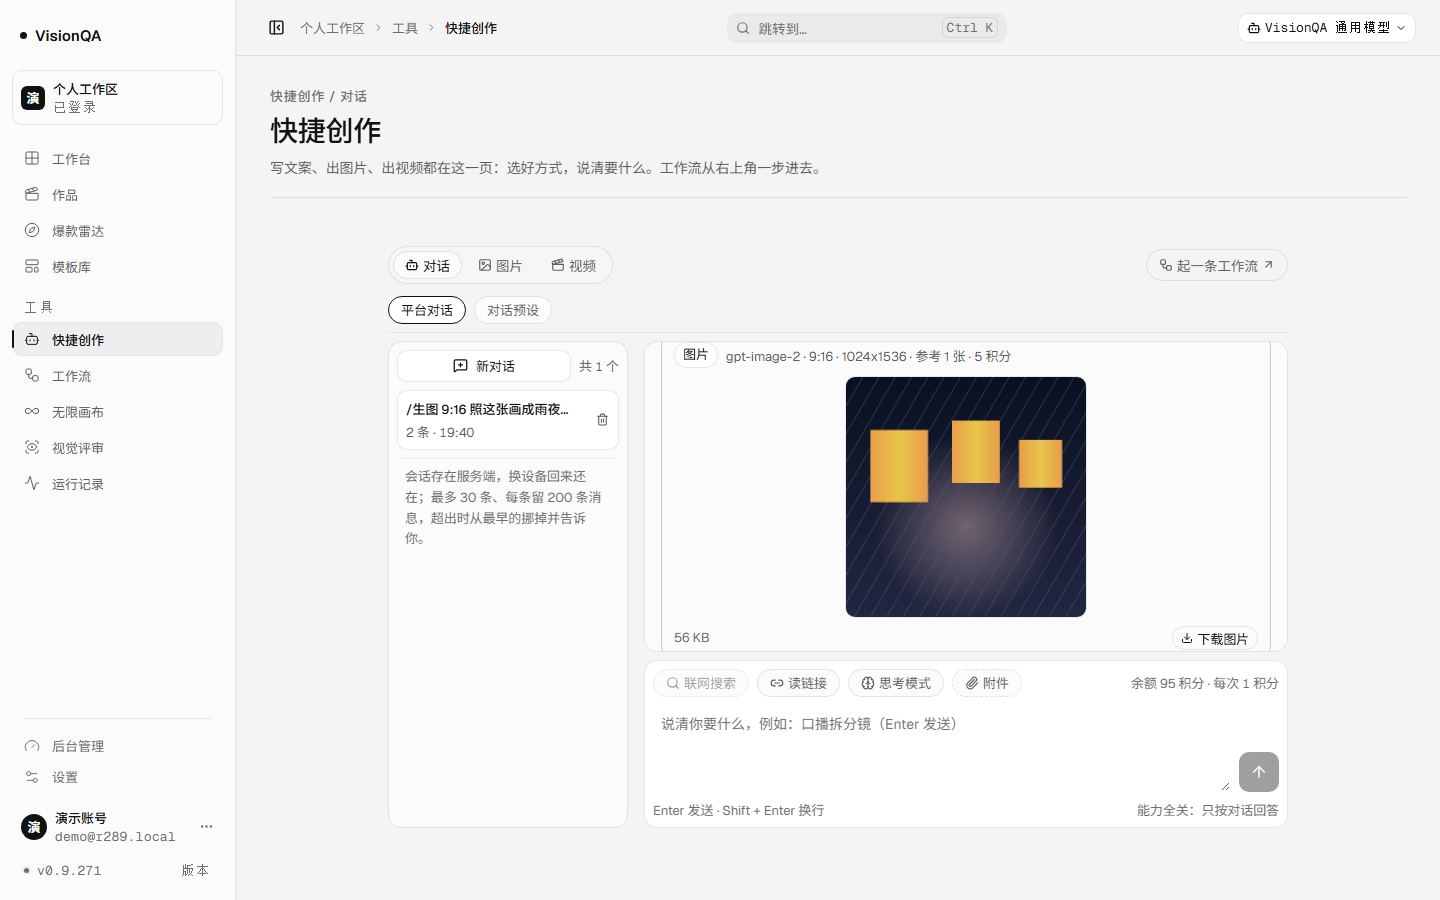 VisionQA
演
个人工作区
已登录
工作台
作品
爆款雷达
模板库
工具
快捷创作
工作流
无限画布
视觉评审
运行记录
后台管理
设置
演
演示账号
demo@r289.local
v0.9.271
版本
个人工作区 > 工具 > 快捷创作
跳转到... Ctrl K
VisionQA 通用模型
快捷创作 / 对话
快捷创作
写文案、出图片、出视频都在这一页：选好方式，说清要什么。工作流从右上角一步进去。
对话 图片 视频
起一条工作流
平台对话 对话预设
新对话 共 1 个
/生图 9:16 照这张画成雨夜...
2 条 · 19:40
会话存在服务端，换设备回来还
在；最多 30 条、每条留 200 条消
息，超出时从最早的挪掉并告诉
你。
图片 gpt-image-2 · 9:16 · 1024x1536 · 参考 1 张 · 5 积分
56 KB
下载图片
联网搜索 读链接 思考模式 附件 余额 95 积分 · 每次 1 积分
说清你要什么，例如：口播拆分镜（Enter 发送）
Enter 发送 · Shift + Enter 换行
能力全关：只按对话回答